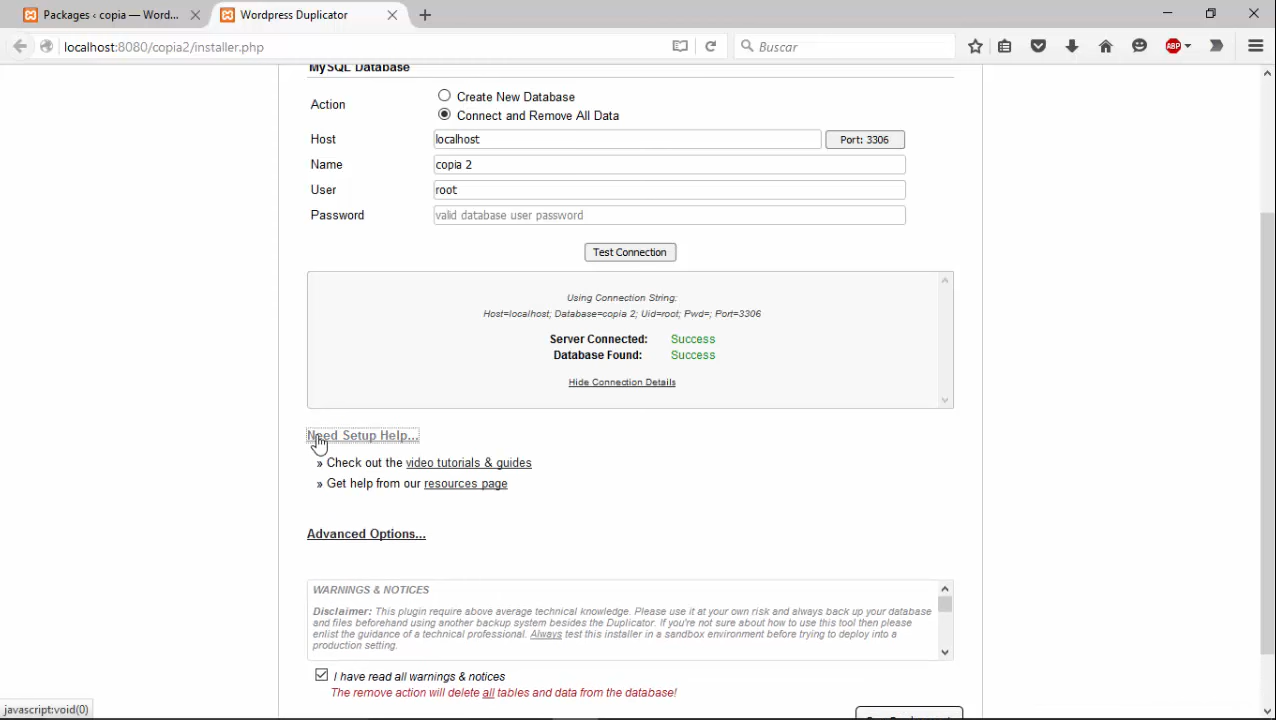 Packages ‹ copia — Word...
Wordpress Duplicator
localhost:8080/copia2/installer.php
Buscar
ABP
MySQL Database
Action
Create New Database
Connect and Remove All Data
Host
localhost
Port: 3306
Name
copia 2
User
root
Password
valid database user password
Test Connection
Using Connection String:
Host=localhost; Database=copia 2; Uid=root; Pwd=; Port=3306
Server Connected: Success
Database Found: Success
Hide Connection Details
Need Setup Help...
» Check out the video tutorials & guides
» Get help from our resources page
Advanced Options...
WARNINGS & NOTICES
Disclaimer: This plugin require above average technical knowledge. Please use it at your own risk and always back up your database
and files beforehand using another backup system besides the Duplicator. If you're not sure about how to use this tool then please
enlist the guidance of a technical professional. Always test this installer in a sandbox environment before trying to deploy into a
production setting.
I have read all warnings & notices
The remove action will delete all tables and data from the database!
javascript:void(0)